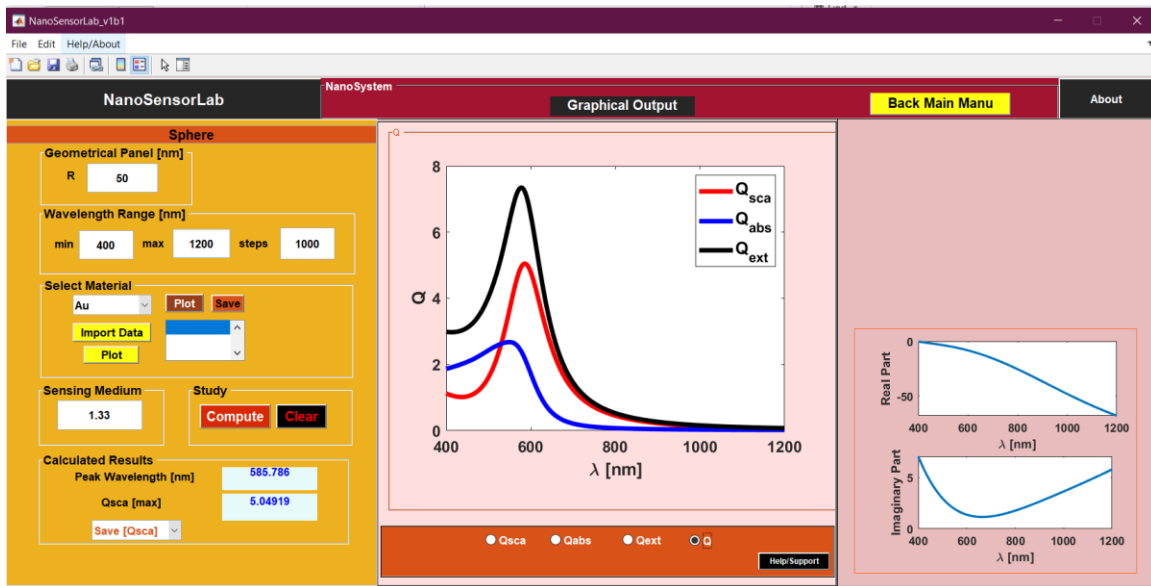 NanoSensorLab_v1b1
File Edit Help/About
NanoSensorLab
NanoSystem
Graphical Output
Back Main Manu
About
Sphere
Geometrical Panel [nm]
R 50
Wavelength Range [nm]
min 400 max 1200 steps 1000
Select Material
Au Plot Save
Import Data
Plot
Sensing Medium
1.33
Study
Compute Clear
Calculated Results
Peak Wavelength [nm] 585.786
Qsca [max] 5.04919
Save [Qsca]
Q
8
6
4
2
0
Q
400 600 800 1000 1200
λ [nm]
Qsca
Qabs
Qext
Qsca Qabs Qext Q
Help/Support
0
-50
Real Part
400 600 800 1000 1200
λ [nm]
5
0
Imaginary Part
400 600 800 1000 1200
λ [nm]